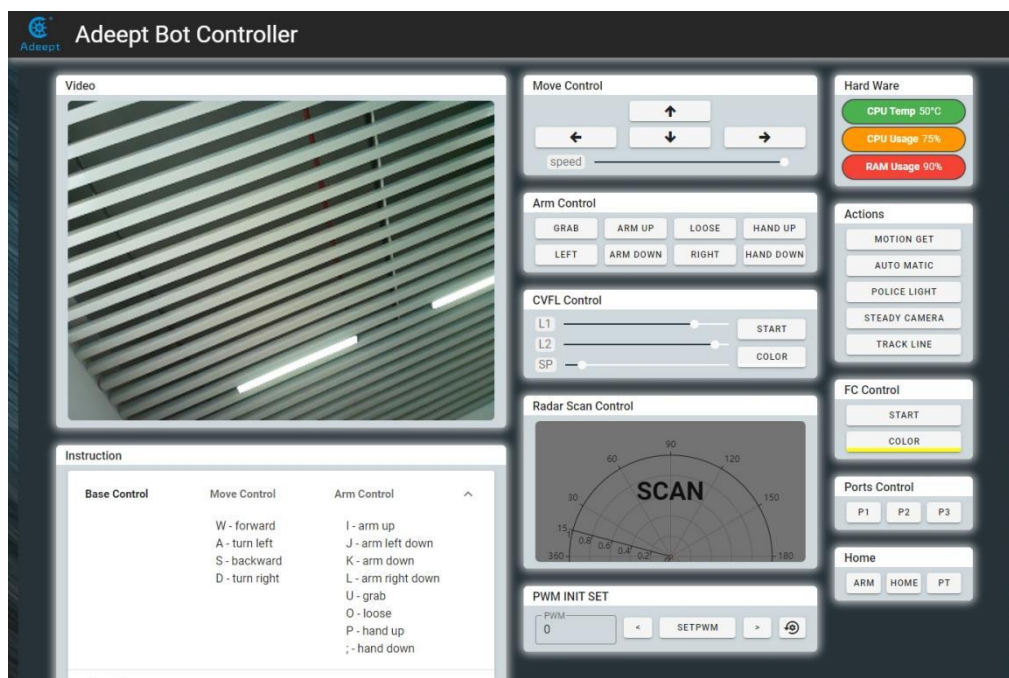 Adeept
Adeept Bot Controller
Video
Instruction
Base Control
Move Control
W - forward
A - turn left
S - backward
D - turn right
Arm Control
I - arm up
J - arm left down
K - arm down
L - arm right down
U - grab
O - loose
P - hand up
; - hand down
Move Control
speed
Arm Control
GRAB ARM UP LOOSE HAND UP
LEFT ARM DOWN RIGHT HAND DOWN
CVFL Control
L1
START
L2
COLOR
SP
Radar Scan Control
90
60 120
SCAN
30 150
15
1 0.8 0.6 0.4 0.2
360 180
PWM INIT SET
PWM
0
< SETPWM >
Hard Ware
CPU Temp 50°C
CPU Usage 75%
RAM Usage 90%
Actions
MOTION GET
AUTO MATIC
POLICE LIGHT
STEADY CAMERA
TRACK LINE
FC Control
START
COLOR
Ports Control
P1 P2 P3
Home
ARM HOME PT